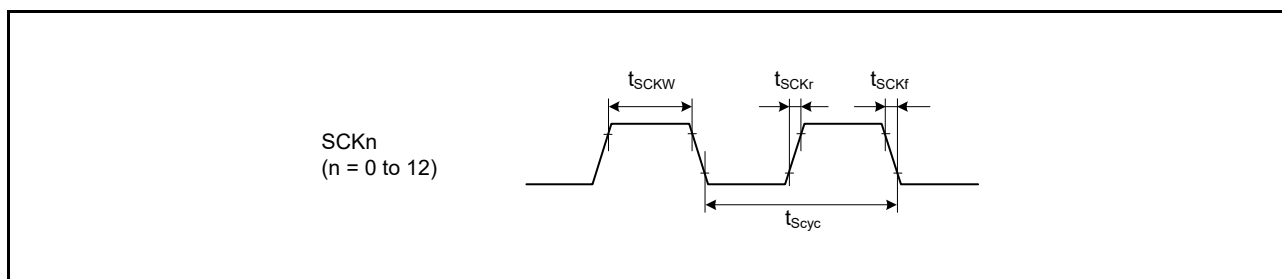 tSCKW
tSCKr
tSCKf
SCKn
(n = 0 to 12)
tScyc